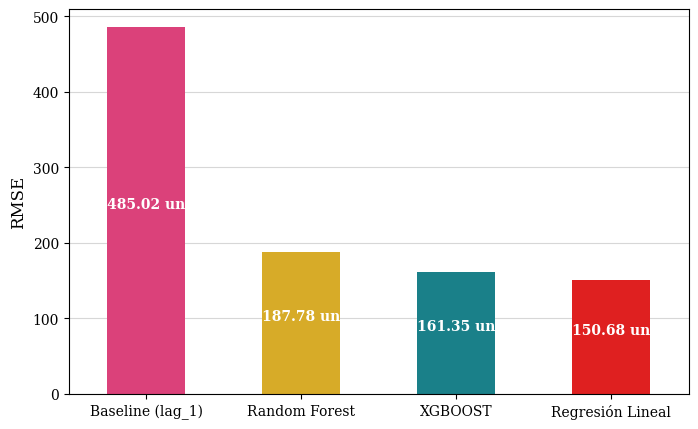 500
400
300
200
100
0
RMSE
485.02 un
187.78 un
161.35 un
150.68 un
Baseline (lag_1)
Random Forest
XGBOOST
Regresión Lineal